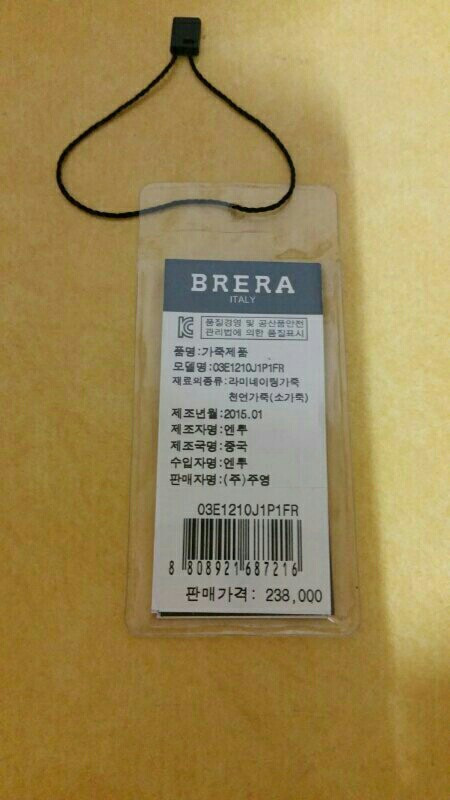 BRERA
ITALY
품질경영 및 공산품안전
관리법에 의한 품질표시
품명:가죽제품
모델명:03E1210J1P1FR
재료의종류:라미네이팅가죽
천연가죽(소가죽)
제조년월:2015.01
제조자명:엔투
제조국명:중국
수입자명:엔투
판매자명:(주)주영
03E1210J1P1FR
8 808921 687216
판매가격: 238,000